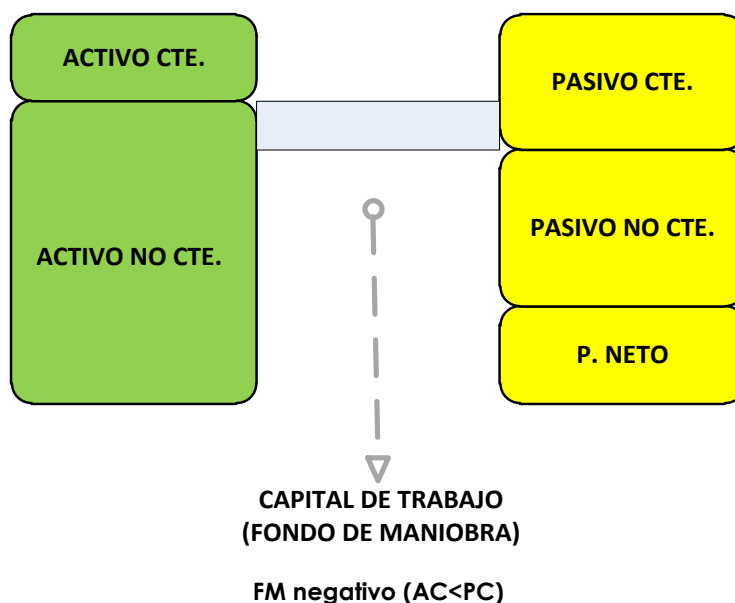 ACTIVO CTE.
ACTIVO NO CTE.
PASIVO CTE.
PASIVO NO CTE.
P. NETO
CAPITAL DE TRABAJO
(FONDO DE MANIOBRA)
FM negativo (AC<PC)